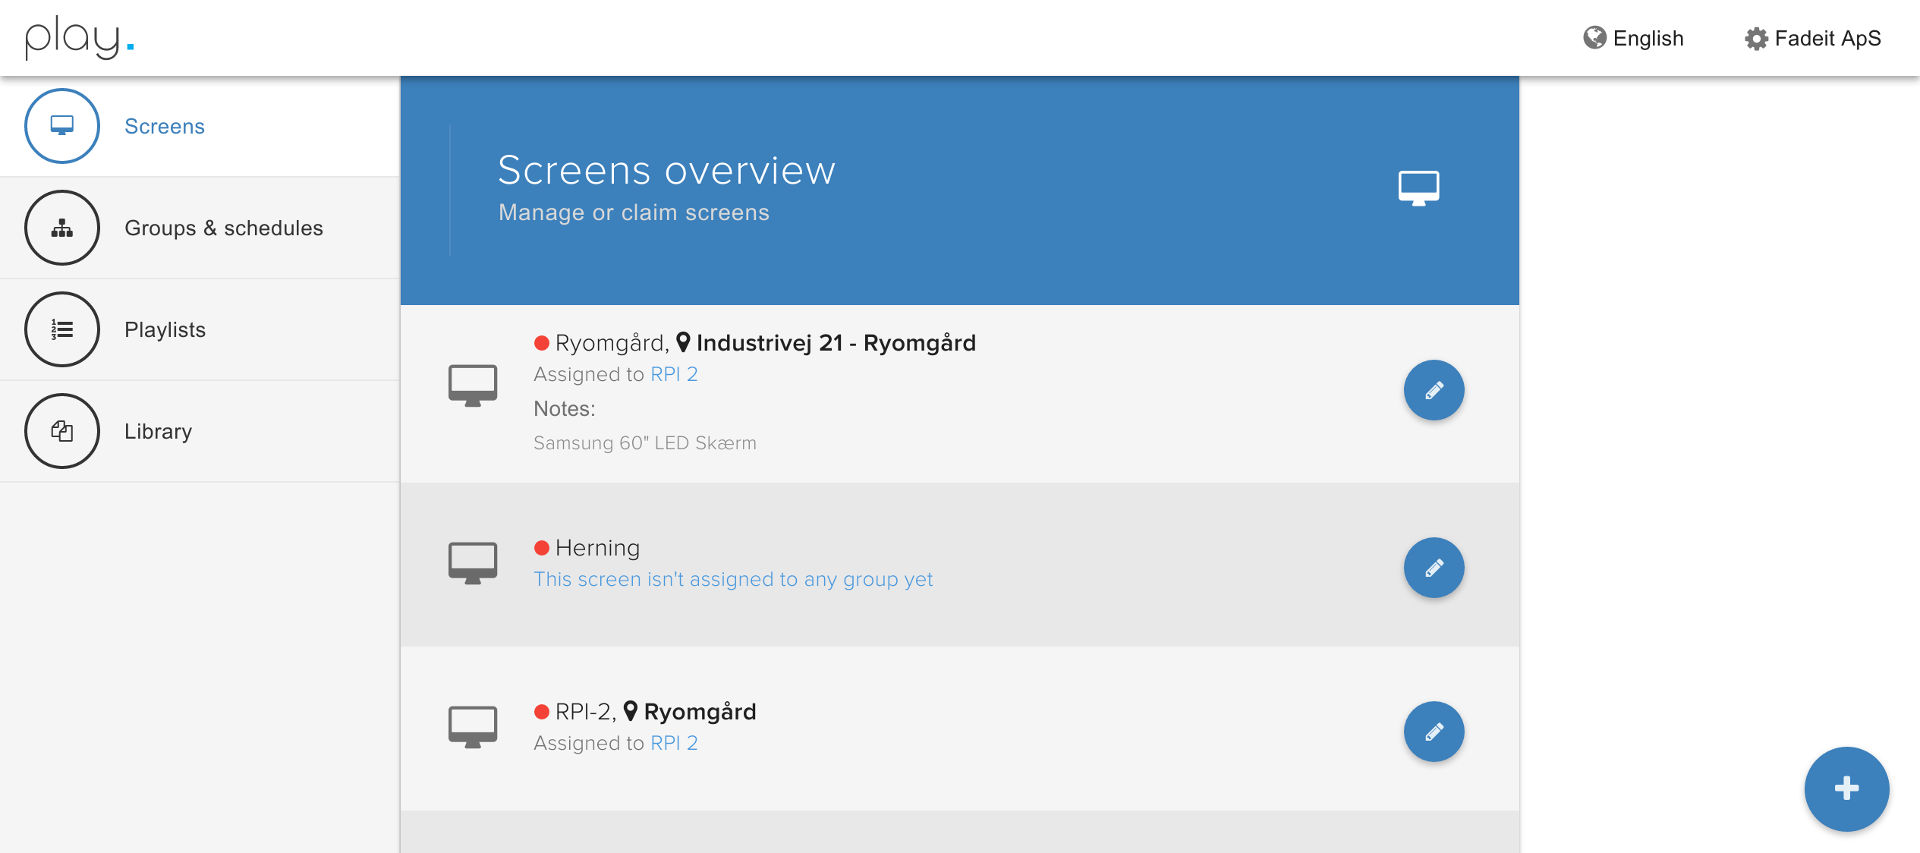 play.
English
Fadeit ApS
Screens
Groups & schedules
Playlists
Library
Screens overview
Manage or claim screens
Ryomgård, Industrivej 21 - Ryomgård
Assigned to RPI 2
Notes:
Samsung 60" LED Skærm
Herning
This screen isn't assigned to any group yet
RPI-2, Ryomgård
Assigned to RPI 2